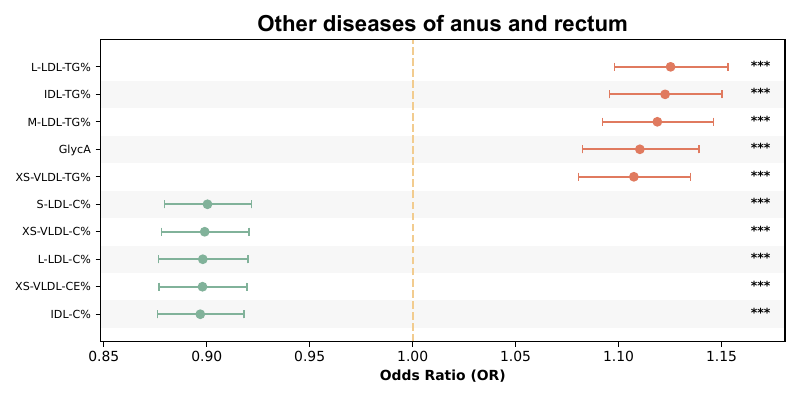 Other diseases of anus and rectum
L-LDL-TG% ***
IDL-TG% ***
M-LDL-TG% ***
GlycA ***
XS-VLDL-TG% ***
S-LDL-C% ***
XS-VLDL-C% ***
L-LDL-C% ***
XS-VLDL-CE% ***
IDL-C% ***
0.85 0.90 0.95 1.00 1.05 1.10 1.15
Odds Ratio (OR)